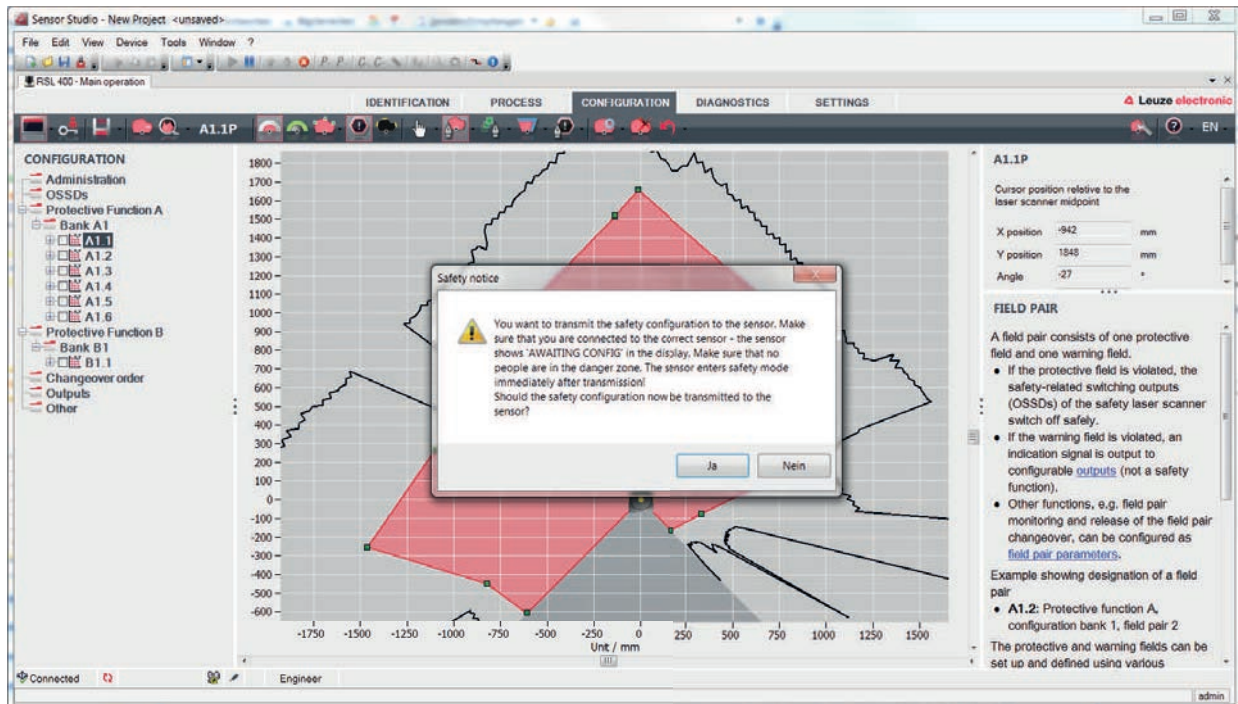 Sensor Studio - New Project <unsaved>
File Edit View Device Tools Window ?
RSL 400 - Main operation
IDENTIFICATION PROCESS CONFIGURATION DIAGNOSTICS SETTINGS
Leuze electronic
A1.1P
EN
CONFIGURATION
Administration
OSSDs
Protective Function A
Bank A1
A1.1
A1.2
A1.3
A1.4
A1.5
A1.6
Protective Function B
Bank B1
B1.1
Changeover order
Outputs
Other
1800
1700
1600
1500
1400
1300
1200
1100
1000
900
800
700
600
500
400
300
200
100
0
-100
-200
-300
-400
-500
-600
-1750 -1500 -1250 -1000 -750 -500 -250 0 250 500 750 1000 1250 1500
Unt / mm
Safety notice
You want to transmit the safety configuration to the sensor. Make
sure that you are connected to the correct sensor - the sensor
shows 'AWAITING CONFIG' in the display. Make sure that no
people are in the danger zone. The sensor enters safety mode
immediately after transmission!
Should the safety configuration now be transmitted to the
sensor?
Ja Nein
A1.1P
Cursor position reletive to the
laser scanner midpoint
X position -942 mm
Y position 1848 mm
Angle -27 °
FIELD PAIR
A field pair consists of one protective
field and one warning field.
• If the protective field is violated, the
safety-related switching outputs
(OSSDs) of the safety laser scanner
switch off safely.
• If the warning field is violated, an
indication signal is output to
configurable outputs (not a safety
function).
• Other functions, e.g. field pair
monitoring and release of the field pair
changeover, can be configured as
field pair parameters.
Example showing designation of a field
pair
• A1.2: Protective function A,
configuration bank 1, field pair 2
The protective and warning fields can be
set up and defined using various
Connected
Engineer
admin